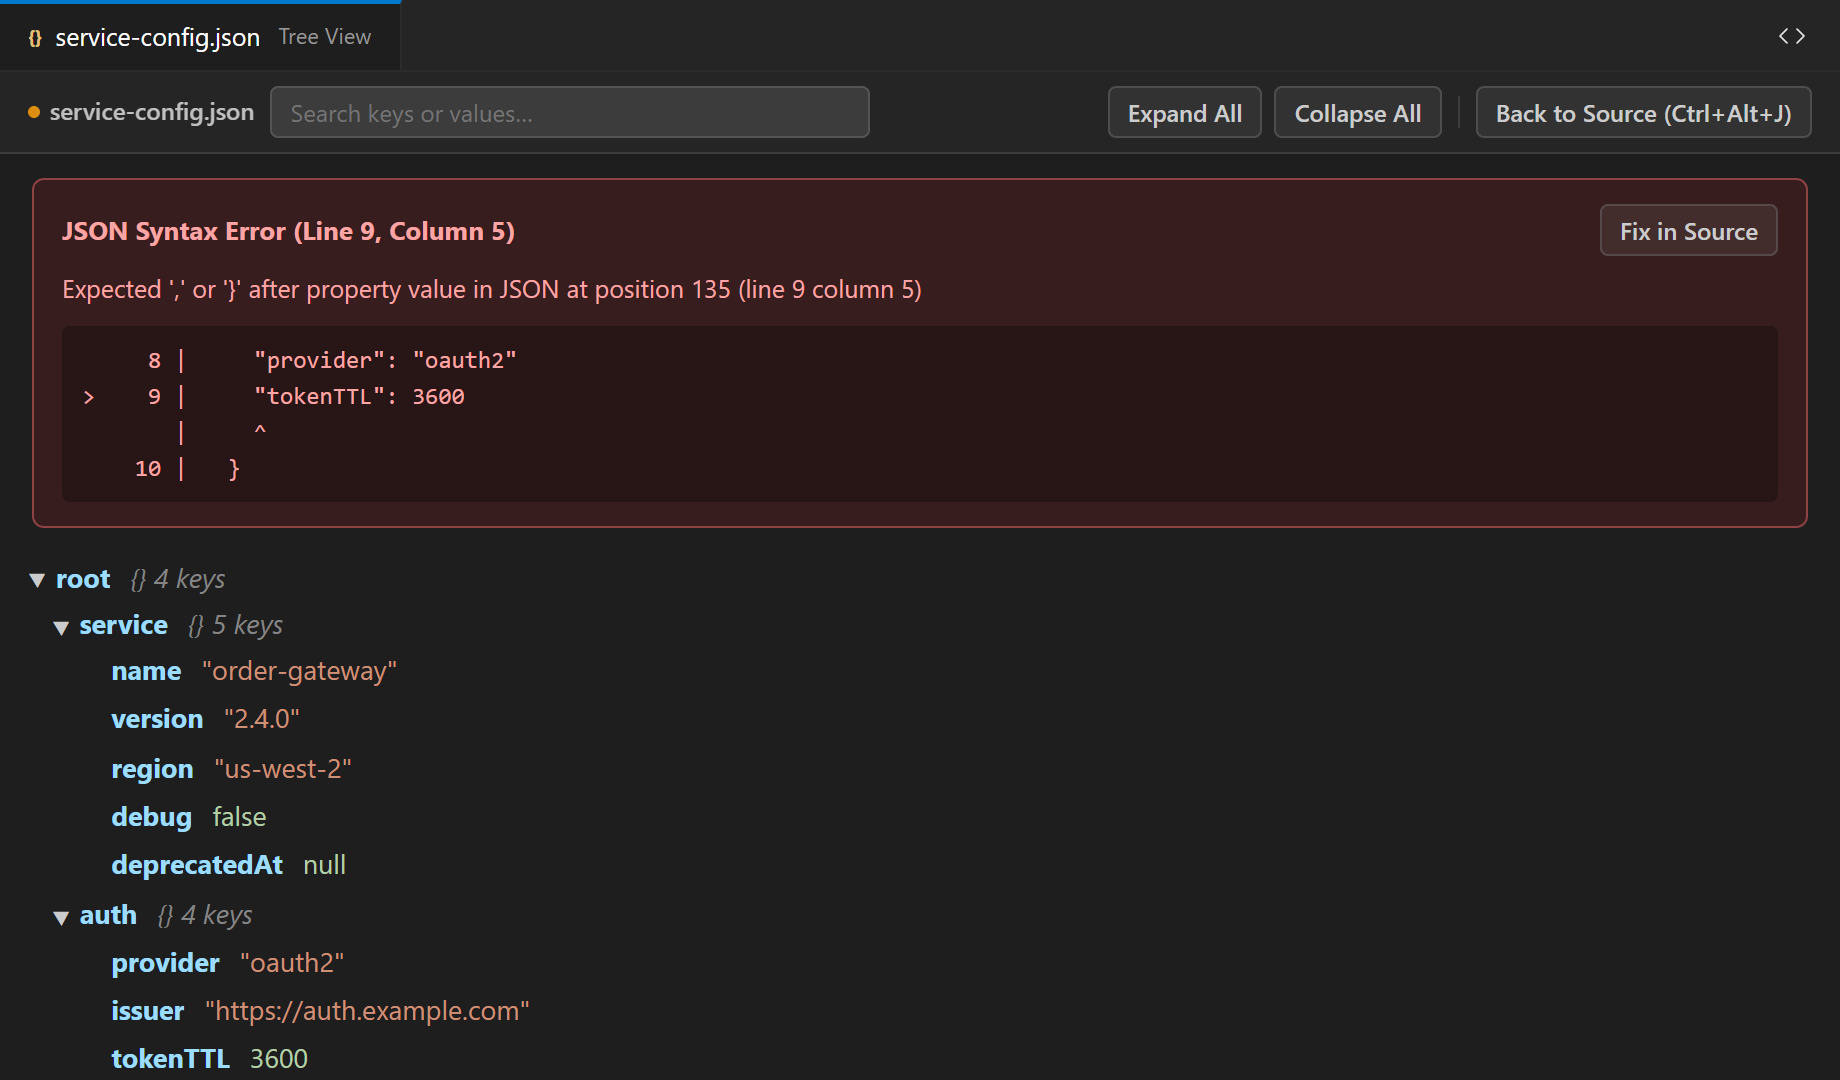 {} service-config.json Tree View <>
service-config.json Search keys or values... Expand All Collapse All Back to Source (Ctrl+Alt+J)
JSON Syntax Error (Line 9, Column 5) Fix in Source
Expected ',' or '}' after property value in JSON at position 135 (line 9 column 5)
8 | "provider": "oauth2"
> 9 | "tokenTTL": 3600
| ^
10 | }
▼ root {} 4 keys
▼ service {} 5 keys
name "order-gateway"
version "2.4.0"
region "us-west-2"
debug false
deprecatedAt null
▼ auth {} 4 keys
provider "oauth2"
issuer "https://auth.example.com"
tokenTTL 3600